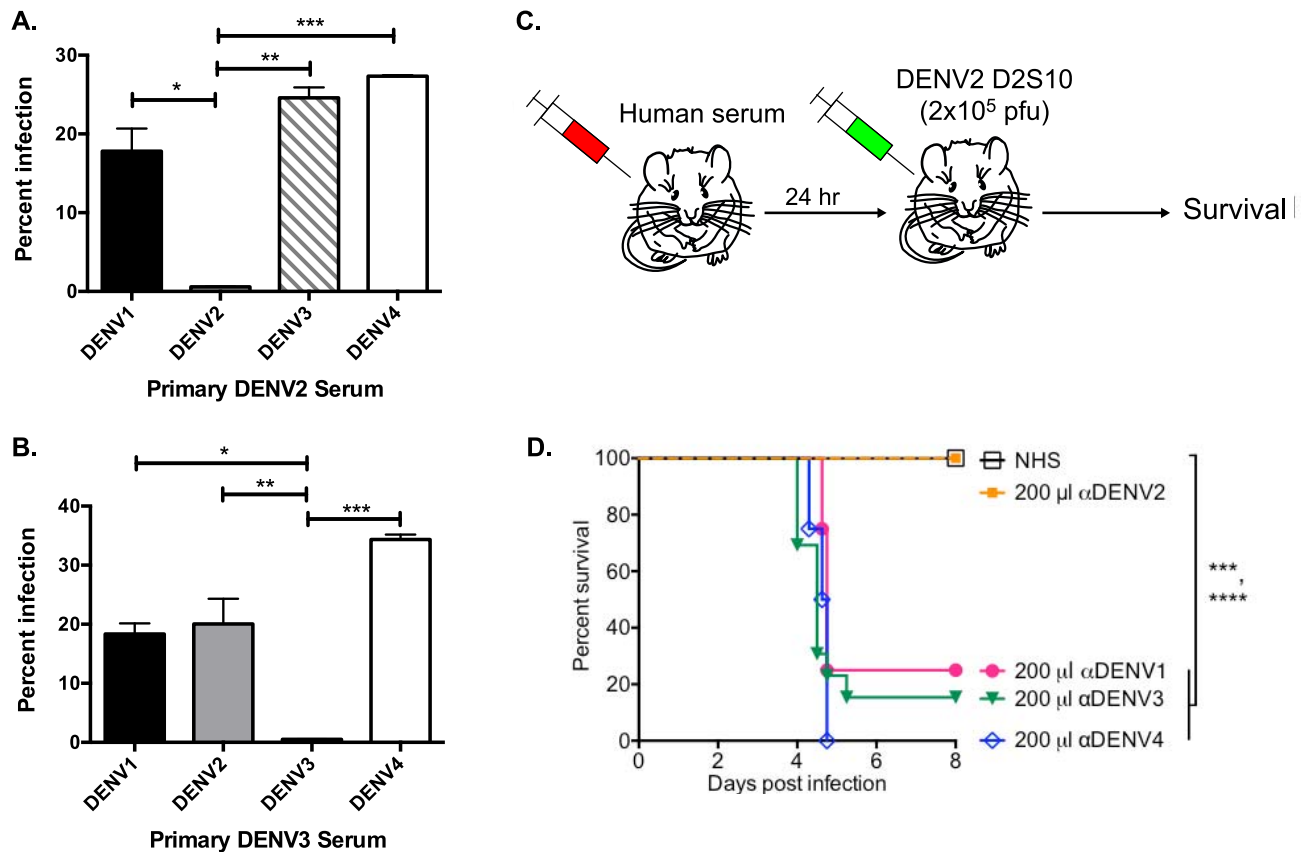 A.
***
**
*
30
20
10
0
Percent infection
DENV1
DENV2
DENV3
DENV4
Primary DENV2 Serum
B.
*
**
***
40
30
20
10
0
Percent infection
DENV1
DENV2
DENV3
DENV4
Primary DENV3 Serum
C.
Human serum
24 hr
DENV2 D2S10
(2x10⁵ pfu)
Survival
D.
100
80
60
40
20
0
Percent survival
0 2 4 6 8
Days post infection
NHS
200 µl αDENV2
200 µl αDENV1
200 µl αDENV3
200 µl αDENV4
***,
****